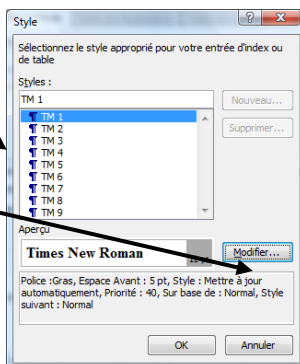 Style
Sélectionnez le style approprié pour votre entrée d'index ou
de table
Styles :
TM 1
Nouveau...
TM 1
TM 2
Supprimer...
TM 3
TM 4
TM 5
TM 6
TM 7
TM 8
TM 9
Aperçu
Times New Roman
Modifier...
Police :Gras, Espace Avant : 5 pt, Style : Mettre à jour
automatiquement, Priorité : 40, Sur base de : Normal, Style
suivant : Normal
OK
Annuler